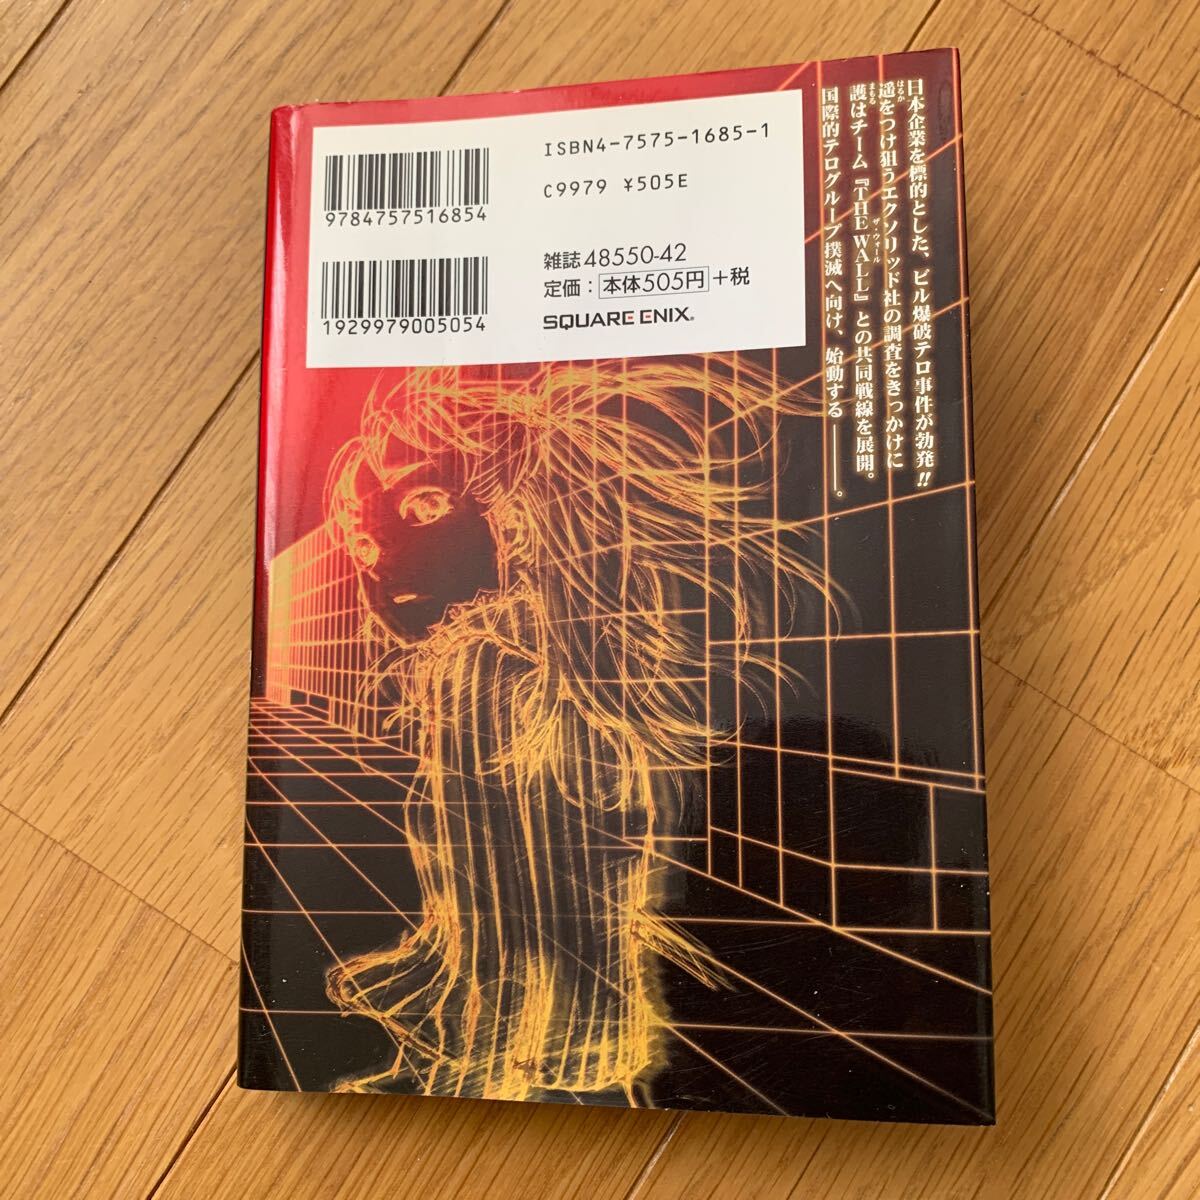 ISBN4-7575-1685-1
C9979 ¥505E
9784757516854
雑誌 48550-42
定価：本体505円＋税
1929979005054
SQUARE ENIX®
日本企業を標的とした、ビル爆破テロ事件が勃発!!
遥をつけ狙うエクソリッド社の調査をきっかけに
はるか
護はチーム『THE WALL』との共同戦線を展開。
まもる
ザ・ウォール
国際的テログループ撲滅へ向け、始動する――。